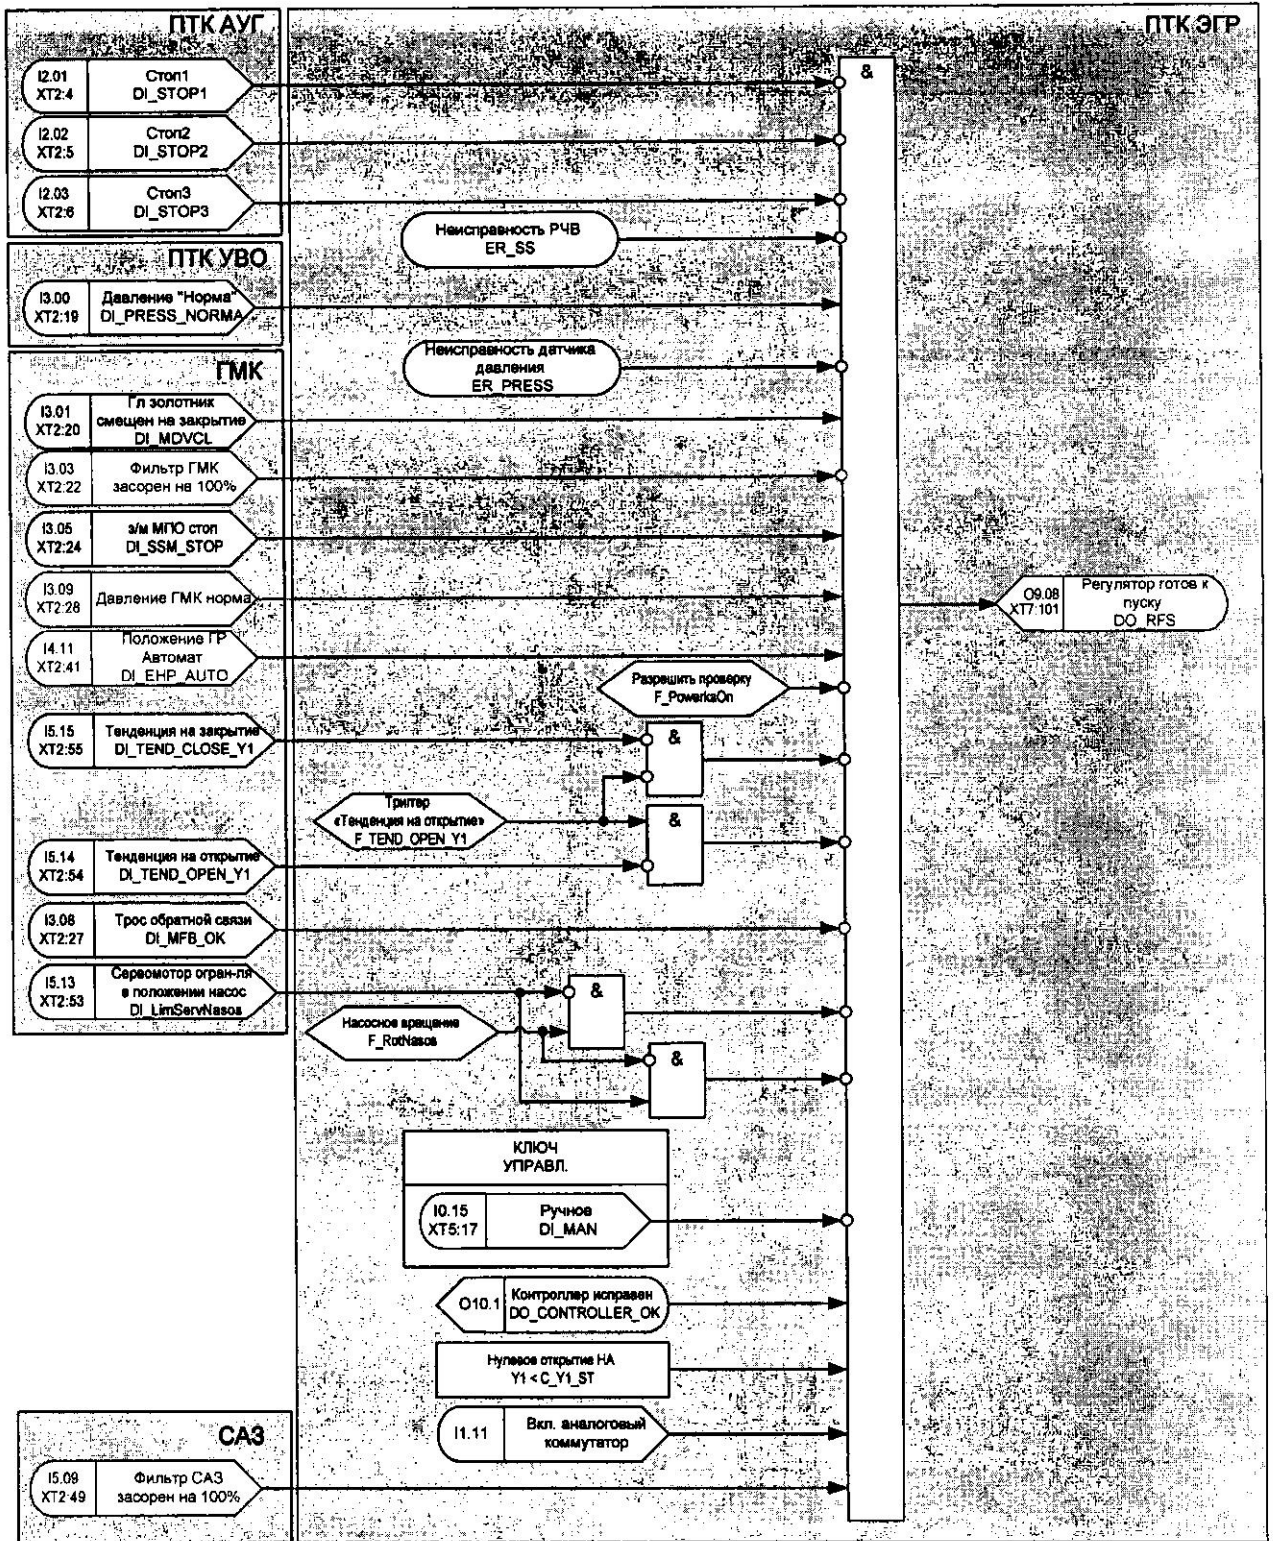 ПТК АУГ
ПТК ЭГР
I2.01
XT2:4
Стоп1
DI_STOP1
&
I2.02
XT2:5
Стоп2
DI_STOP2
I2.03
XT2:6
Стоп3
DI_STOP3
Неисправность РЧВ
ER_SS
ПТК УВО
I3.00
XT2:19
Давление "Норма"
DI_PRESS_NORMA
Неисправность датчика
давления
ER_PRESS
ГМК
I3.01
XT2:20
Гл золотник
смещен на закрытие
DI_MDVCL
I3.03
XT2:22
Фильтр ГМК
засорен на 100%
I3.05
XT2:24
з/м МПО стоп
DI_SSM_STOP
I3.09
XT2:28
Давление ГМК норма
O9.08
XT7:101
Регулятор готов к
пуску
DO_RFS
I4.11
XT2:41
Положение ГР
Автомат
DI_EHP_AUTO
Разрешить проверку
F_PowerkaOn
I5.15
XT2:55
Тенденция на закрытие
DI_TEND_CLOSE_Y1
&
Триггер
«Тенденция на открытие»
F_TEND_OPEN_Y1
&
I5.14
XT2:54
Тенденция на открытие
DI_TEND_OPEN_Y1
I3.08
XT2:27
Трос обратной связи
DI_MFB_OK
I5.13
XT2:53
Сервомотор огран-ля
в положении насос
DI_LimServNasos
&
Насосное вращение
F_RotNasos
&
КЛЮЧ
УПРАВЛ.
I0.15
XT5:17
Ручное
DI_MAN
O10.1
Контроллер исправен
DO_CONTROLLER_OK
Нулевое открытие НА
Y1 < C_Y1_ST
I1.11
Вкл. аналоговый
коммутатор
САЗ
I5.09
XT2:49
Фильтр САЗ
засорен на 100%